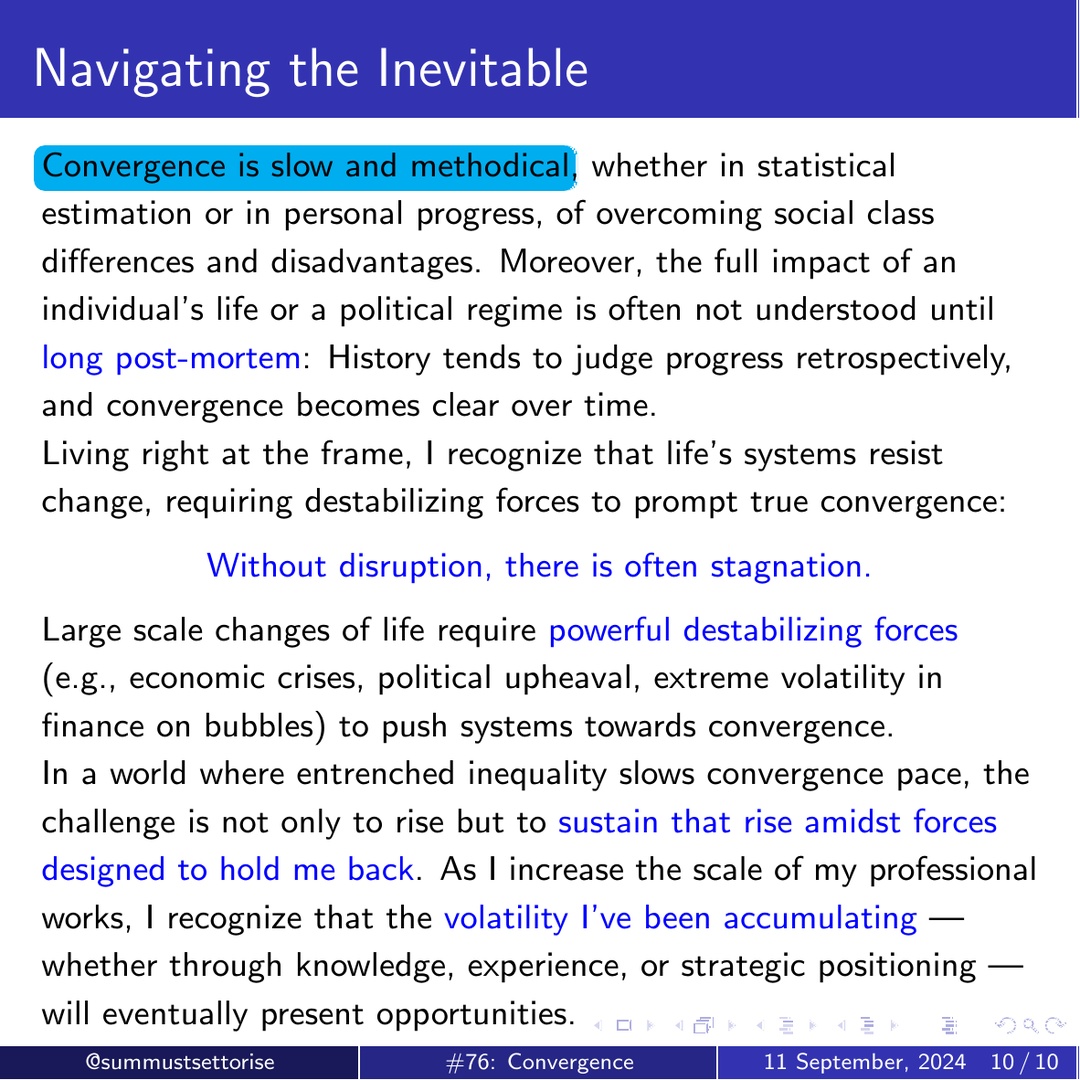 Navigating the Inevitable
Convergence is slow and methodical, whether in statistical
estimation or in personal progress, of overcoming social class
differences and disadvantages. Moreover, the full impact of an
individual's life or a political regime is often not understood until
long post-mortem: History tends to judge progress retrospectively,
and convergence becomes clear over time.
Living right at the frame, I recognize that life's systems resist
change, requiring destabilizing forces to prompt true convergence:
Without disruption, there is often stagnation.
Large scale changes of life require powerful destabilizing forces
(e.g., economic crises, political upheaval, extreme volatility in
finance on bubbles) to push systems towards convergence.
In a world where entrenched inequality slows convergence pace, the
challenge is not only to rise but to sustain that rise amidst forces
designed to hold me back. As I increase the scale of my professional
works, I recognize that the volatility I've been accumulating —
whether through knowledge, experience, or strategic positioning —
will eventually present opportunities.
@summustsettorise #76: Convergence 11 September, 2024 10 / 10